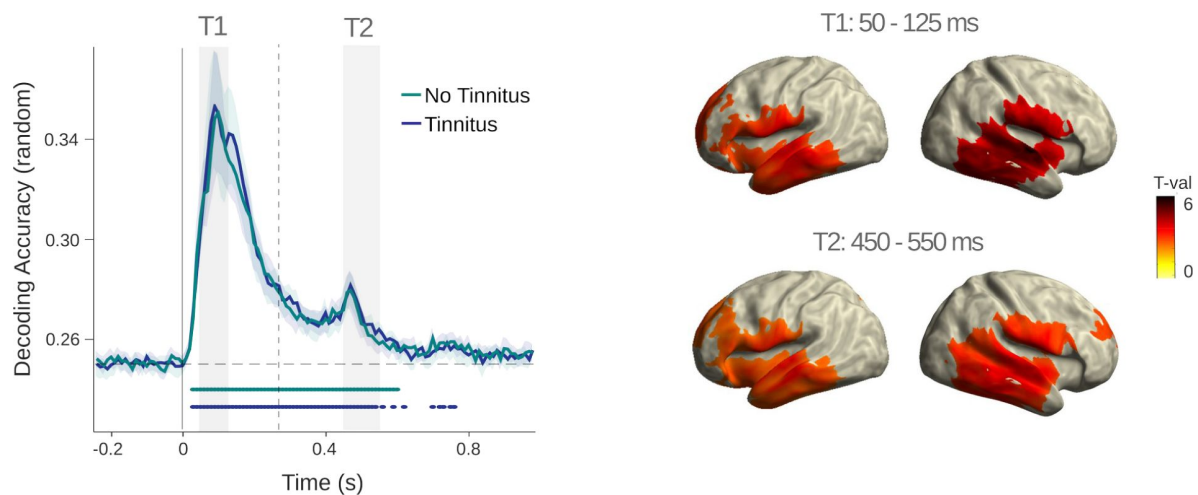 T1
T2
No Tinnitus
Tinnitus
Decoding Accuracy (random)
0.34
0.30
0.26
-0.2
0
0.4
0.8
Time (s)
T1: 50 - 125 ms
T2: 450 - 550 ms
T-val
6
0